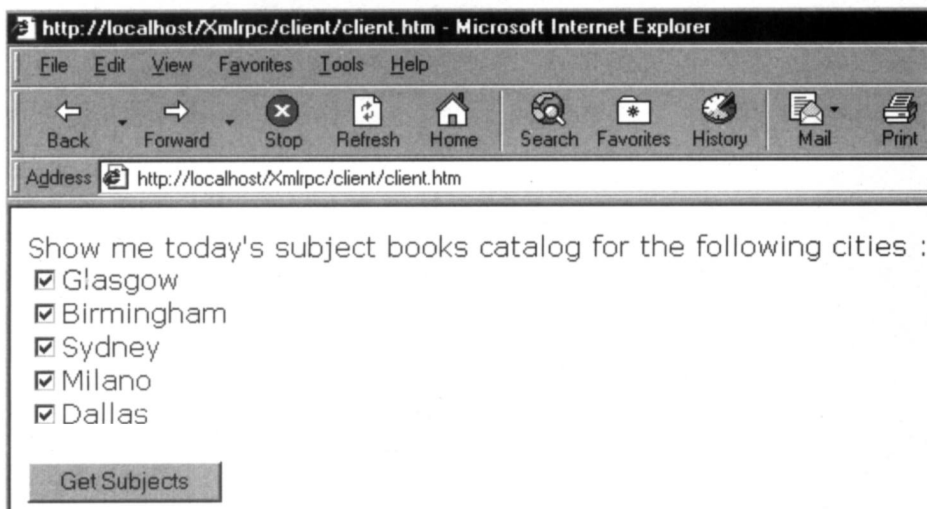 http://localhost/Xmlrpc/client/client.htm - Microsoft Internet Explorer
File Edit View Favorites Tools Help
Back Forward Stop Refresh Home Search Favorites History Mail Print
Address http://localhost/Xmlrpc/client/client.htm
Show me today's subject books catalog for the following cities :
Glasgow
Birmingham
Sydney
Milano
Dallas
Get Subjects